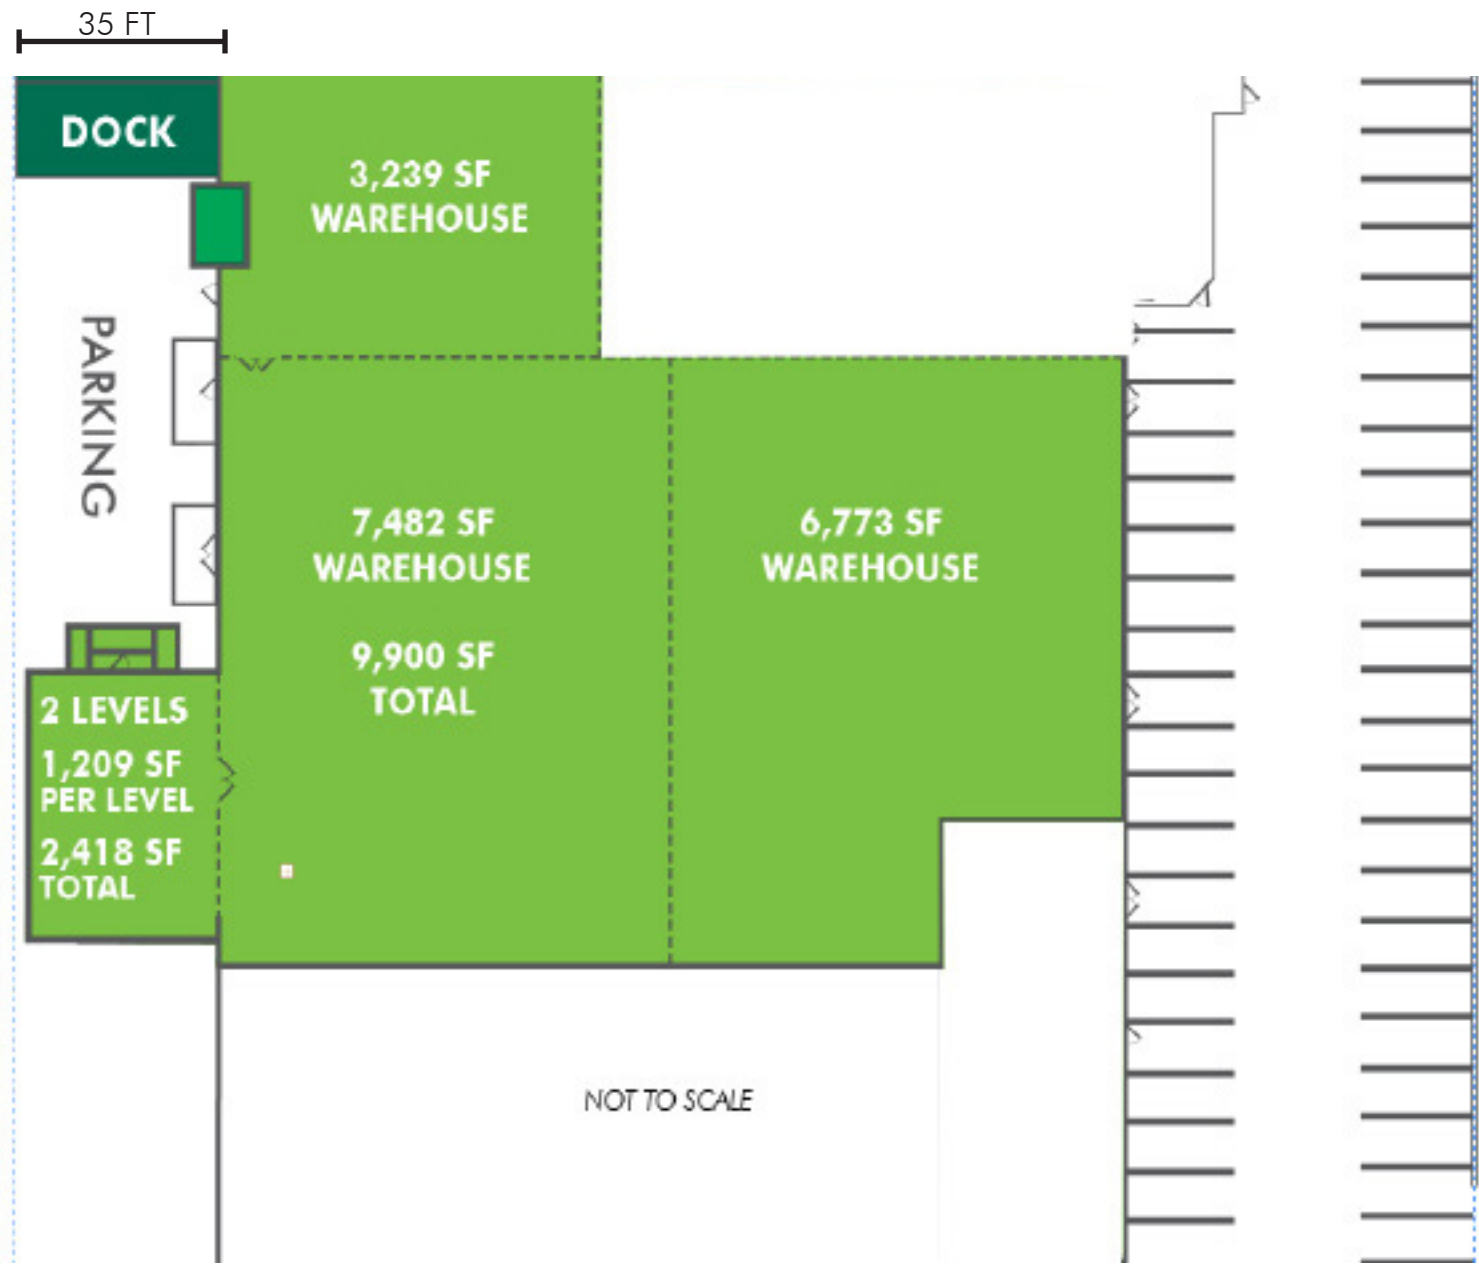 35 FT
DOCK
3,239 SF
WAREHOUSE
PARKING
7,482 SF
WAREHOUSE
9,900 SF
TOTAL
6,773 SF
WAREHOUSE
2 LEVELS
1,209 SF
PER LEVEL
2,418 SF
TOTAL
NOT TO SCALE